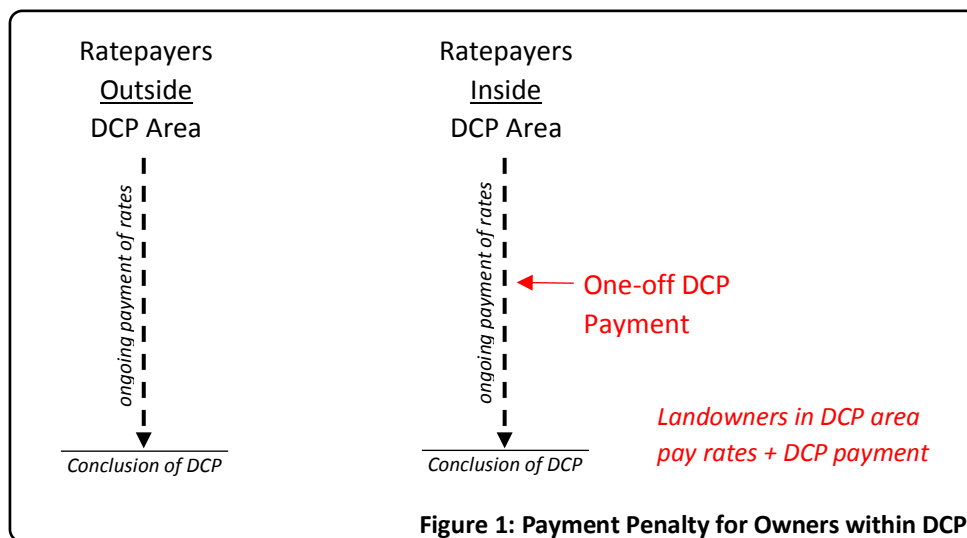 Ratepayers
Outside
DCP Area
ongoing payment of rates
Conclusion of DCP
Ratepayers
Inside
DCP Area
ongoing payment of rates
One-off DCP
Payment
Conclusion of DCP
Landowners in DCP area
pay rates + DCP payment
Figure 1: Payment Penalty for Owners within DCP